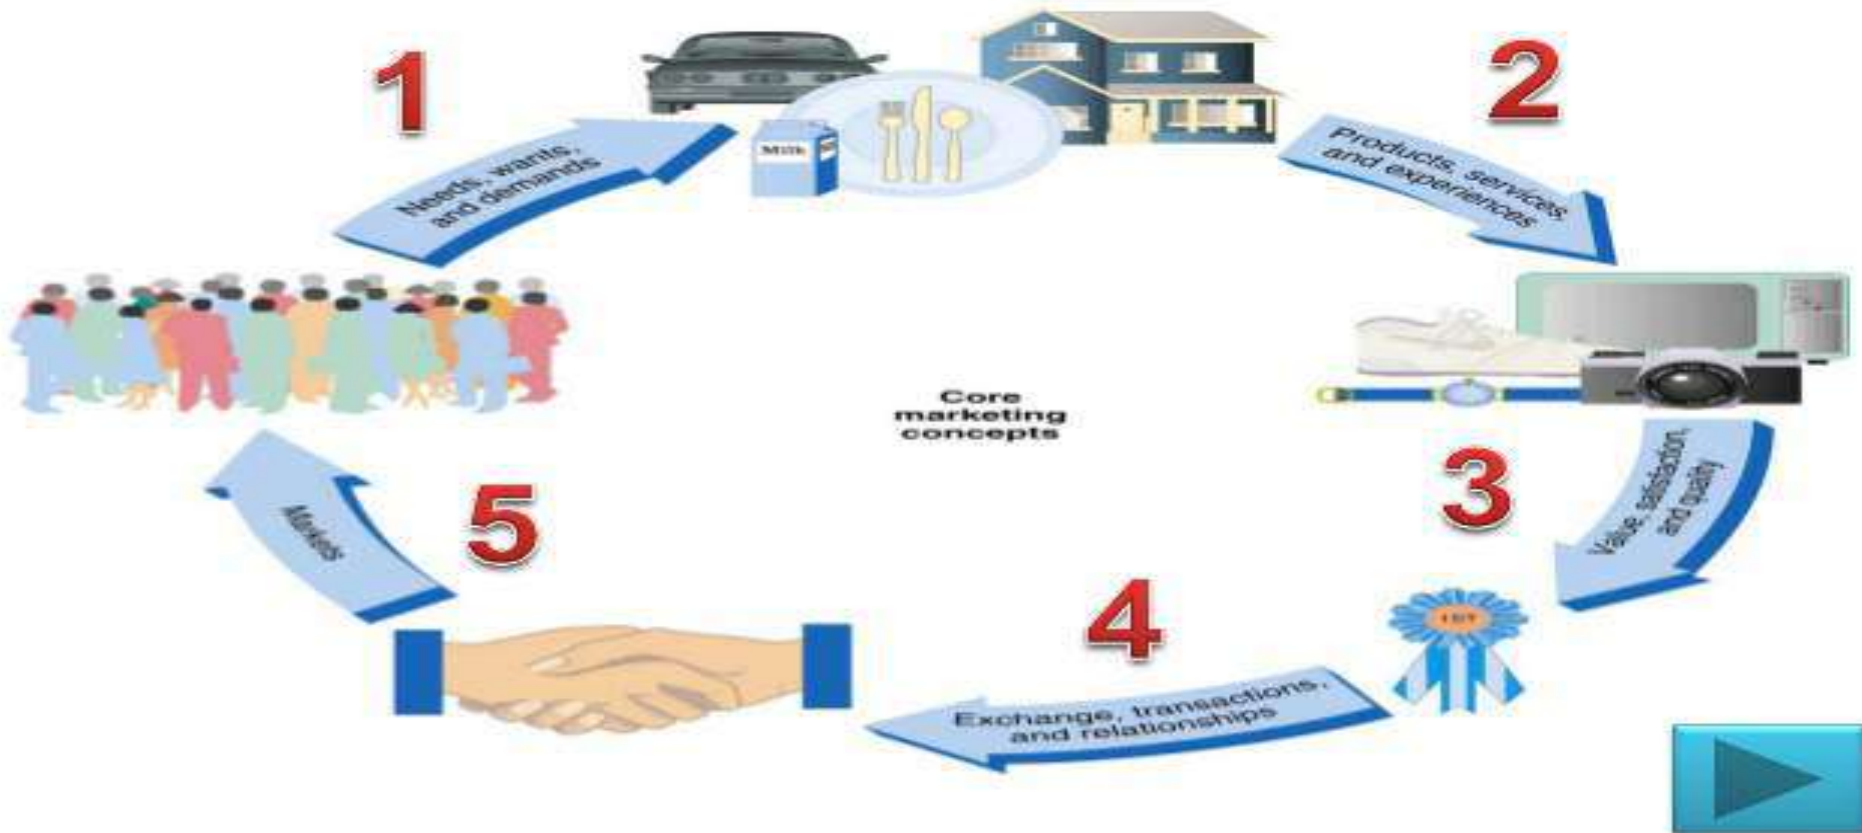 1
Needs, wants,
and demands
Milk
2
Products, services,
and experiences
Core
marketing
concepts
3
Value, satisfaction,
and quality
1ST
4
Exchange, transactions,
and relationships
5
Markets